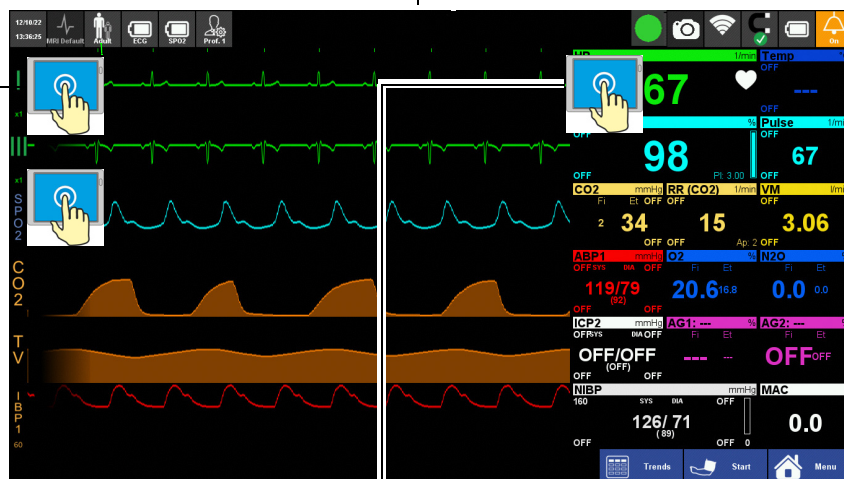 12/10/22
13:36:25
MRI Default
Adult
ECG
SPO2
Prof. 1
On
I
x1
III
x1
SPO2
CO2
TV
IBP1
60
HR 1/min
67
Temp
OFF
---
OFF
%
OFF
98
OFF
PI: 3.00
Pulse 1/mi
OFF
67
OFF
CO2 mmHg
Fi Et OFF
2 34
OFF
RR (CO2) 1/min
OFF
15
OFF Ap: 2
VM l/mi
OFF
3.06
OFF
ABP1 mmHg
OFF SYS DIA OFF
119/79
(92)
OFF OFF
O2 %
Fi Et
20.6 16.8
N2O
Fi Et
0.0 0.0
ICP2 mmHg
OFF SYS DIA OFF
OFF/OFF
(OFF)
OFF OFF
AG1: --- %
Fi Et
--- ---
AG2: ---
Fi Et
OFF OFF
NIBP mmHg
160 SYS DIA OFF
126/ 71
( 89)
OFF OFF 0
MAC
0.0
Trends
Start
Menu